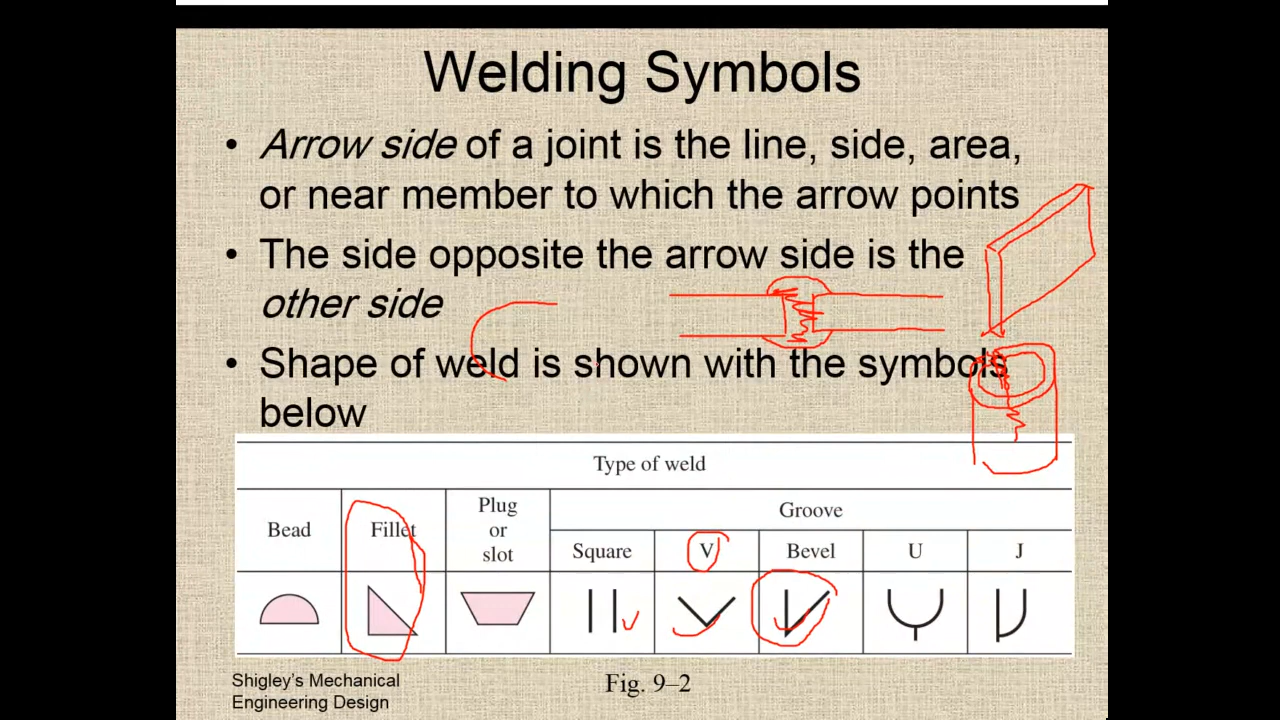 Welding Symbols
• Arrow side of a joint is the line, side, area,
or near member to which the arrow points
• The side opposite the arrow side is the
other side
• Shape of weld is shown with the symbols
below
Type of weld
Bead
Fillet
Plug
or
slot
Groove
Square
V
Bevel
U
J
Shigley's Mechanical
Engineering Design
Fig. 9–2